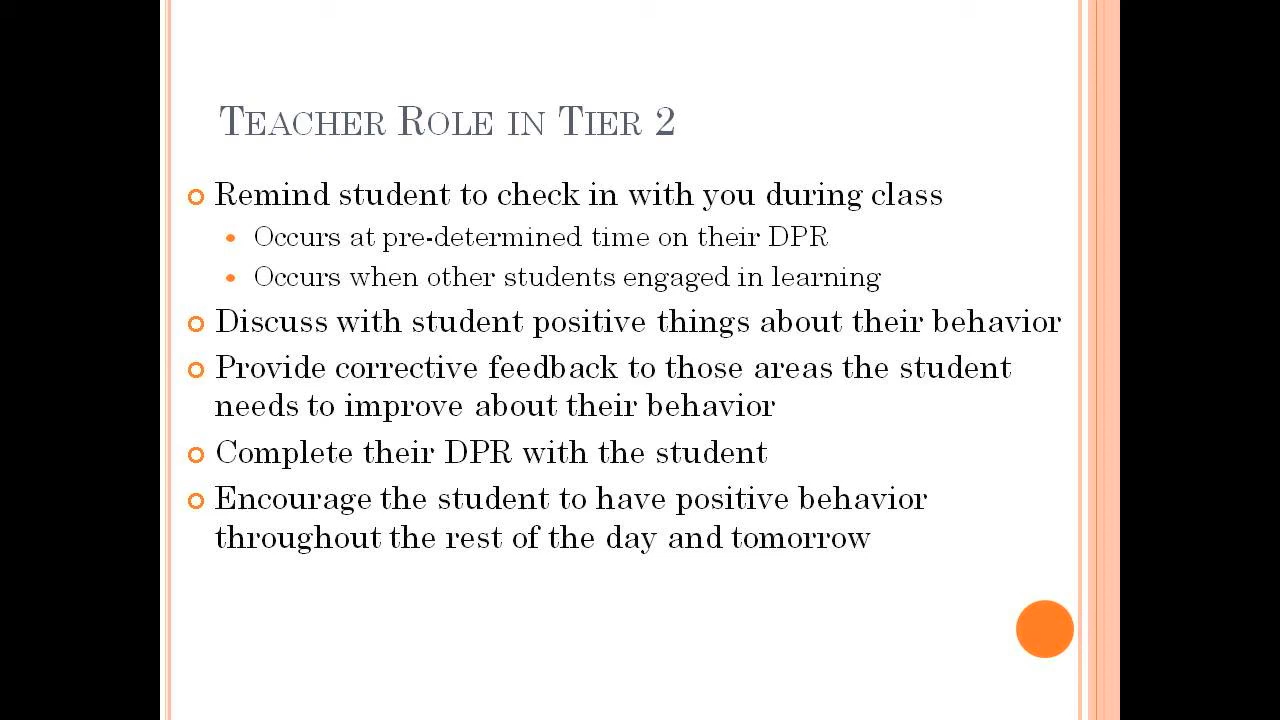 Teacher Role in Tier 2
Remind student to check in with you during class
Occurs at pre-determined time on their DPR
Occurs when other students engaged in learning
Discuss with student positive things about their behavior
Provide corrective feedback to those areas the student
needs to improve about their behavior
Complete their DPR with the student
Encourage the student to have positive behavior
throughout the rest of the day and tomorrow